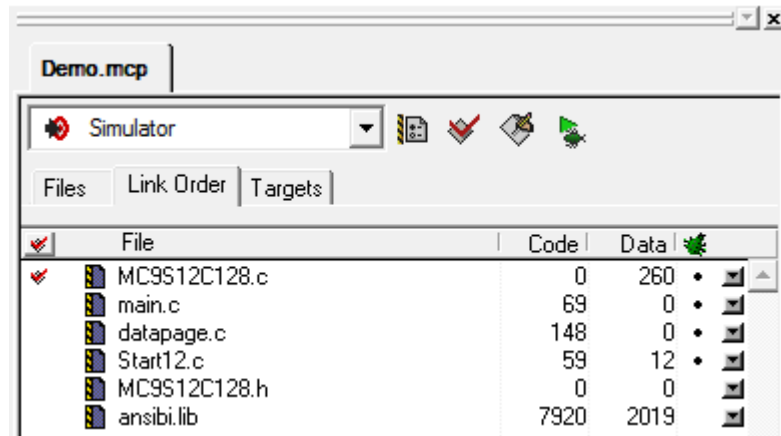 Demo.mcp
Simulator
Files Link Order Targets
File Code Data
MC9S12C128.c 0 260
main.c 69 0
datapage.c 148 0
Start12.c 59 12
MC9S12C128.h 0 0
ansibi.lib 7920 2019